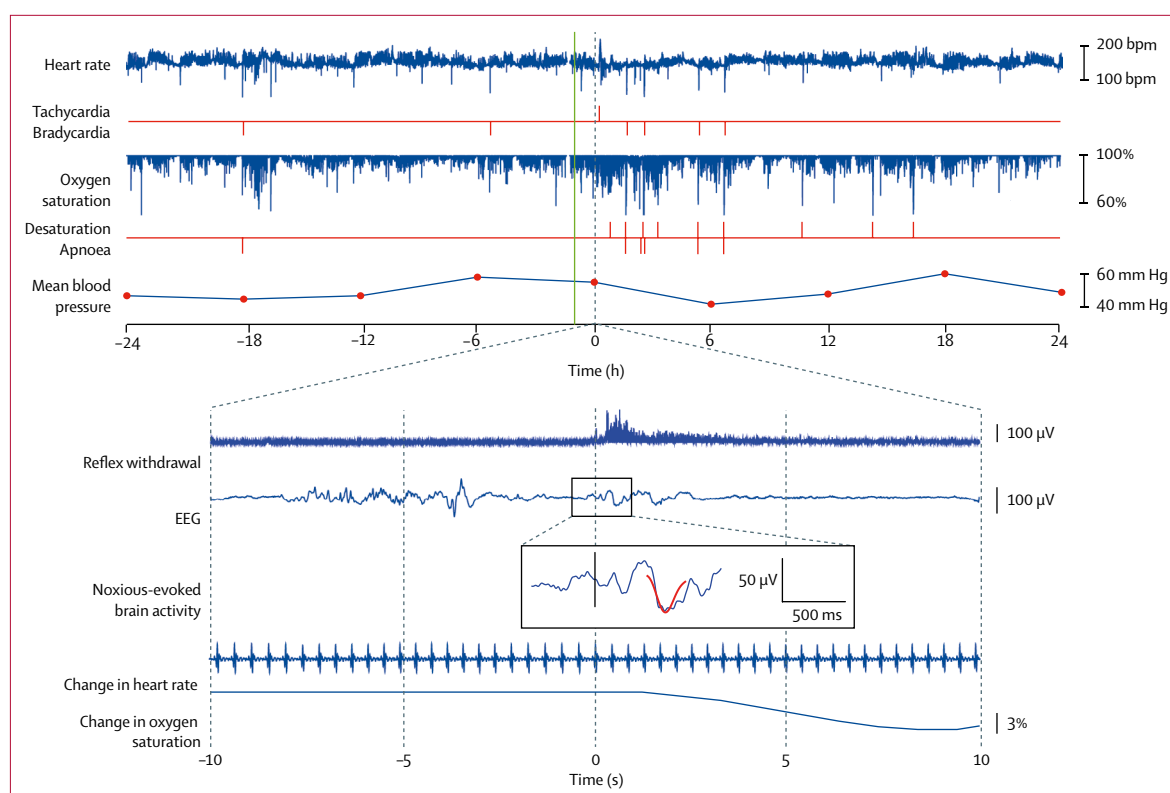 Heart rate
200 bpm
100 bpm
Tachycardia
Bradycardia
100%
Oxygen
saturation
60%
Desaturation
Apnoea
Mean blood
pressure
60 mm Hg
40 mm Hg
−24
−18
−12
−6
0
6
12
18
24
Time (h)
100 μV
Reflex withdrawal
100 μV
EEG
Noxious-evoked
brain activity
50 μV
500 ms
Change in heart rate
Change in oxygen
saturation
3%
−10
−5
0
5
10
Time (s)